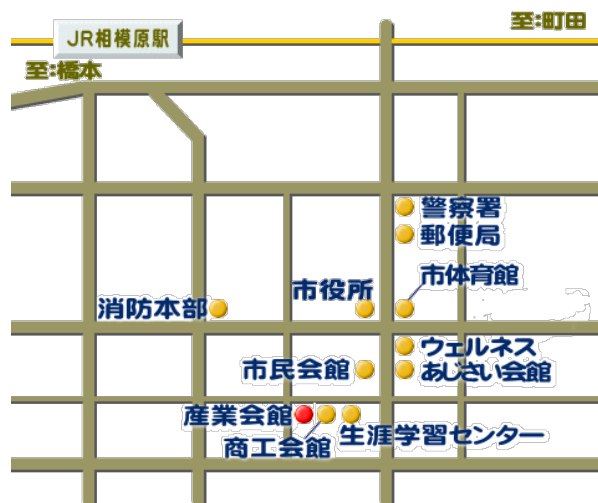 至:町田
JR相模原駅
至:橋本
警察署
郵便局
市体育館
市役所
消防本部
ウェルネス
市民会館
あじさい会館
産業会館
生涯学習センター
商工会館